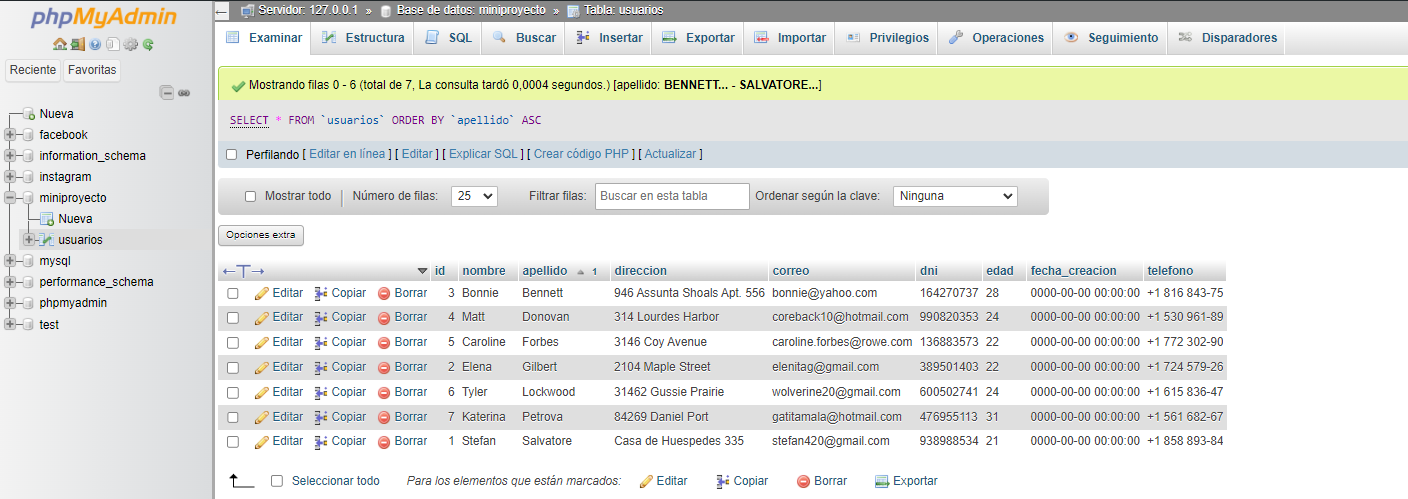 phpMyAdmin
Reciente Favoritas
Nueva
facebook
information_schema
instagram
miniproyecto
Nueva
usuarios
mysql
performance_schema
phpmyadmin
test
Servidor: 127.0.0.1 » Base de datos: miniproyecto » Tabla: usuarios
Examinar Estructura SQL Buscar Insertar Exportar Importar Privilegios Operaciones Seguimiento Disparadores
Mostrando filas 0 - 6 (total de 7, La consulta tardó 0,0004 segundos.) [apellido: BENNETT... - SALVATORE...]
SELECT * FROM `usuarios` ORDER BY `apellido` ASC
Perfilando [ Editar en línea ] [ Editar ] [ Explicar SQL ] [ Crear código PHP ] [ Actualizar ]
Mostrar todo Número de filas: 25 Filtrar filas: Buscar en esta tabla Ordenar según la clave: Ninguna
Opciones extra
←T→ id nombre apellido 1 direccion correo dni edad fecha_creacion telefono
Editar Copiar Borrar 3 Bonnie Bennett 946 Assunta Shoals Apt. 556 bonnie@yahoo.com 164270737 28 0000-00-00 00:00:00 +1 816 843-75
Editar Copiar Borrar 4 Matt Donovan 314 Lourdes Harbor coreback10@hotmail.com 990820353 24 0000-00-00 00:00:00 +1 530 961-89
Editar Copiar Borrar 5 Caroline Forbes 3146 Coy Avenue caroline.forbes@rowe.com 136883573 22 0000-00-00 00:00:00 +1 772 302-90
Editar Copiar Borrar 2 Elena Gilbert 2104 Maple Street elenitag@gmail.com 389501403 22 0000-00-00 00:00:00 +1 724 579-26
Editar Copiar Borrar 6 Tyler Lockwood 31462 Gussie Prairie wolverine20@gmail.com 600502741 24 0000-00-00 00:00:00 +1 615 836-47
Editar Copiar Borrar 7 Katerina Petrova 84269 Daniel Port gatitamala@hotmail.com 476955113 31 0000-00-00 00:00:00 +1 561 682-67
Editar Copiar Borrar 1 Stefan Salvatore Casa de Huespedes 335 stefan420@gmail.com 938988534 21 0000-00-00 00:00:00 +1 858 893-84
Seleccionar todo Para los elementos que están marcados: Editar Copiar Borrar Exportar